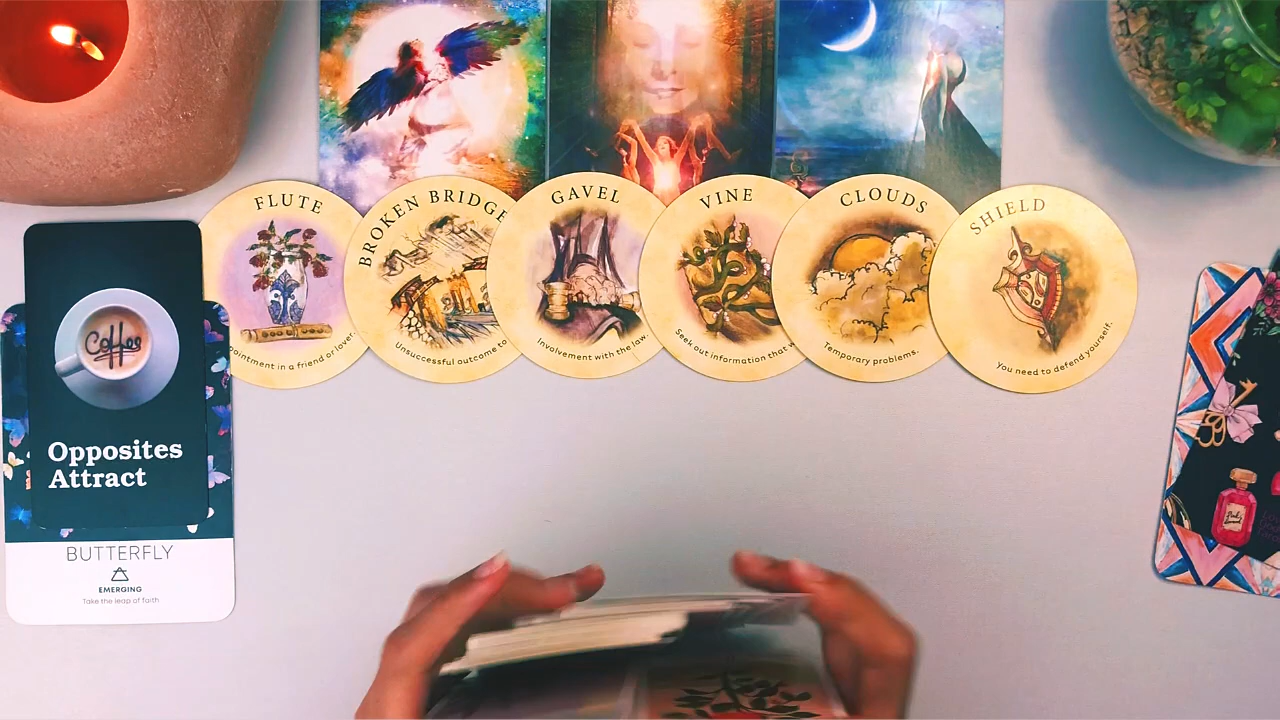 FLUTE
BROKEN BRIDGE
GAVEL
VINE
CLOUDS
SHIELD
in a friend or lover.
Unsuccessful outcome to
Involvement with the law.
Seek out information that
Temporary problems.
You need to defend yourself.
Coffee
Opposites
Attract
BUTTERFLY
EMERGING
Take the leap of faith